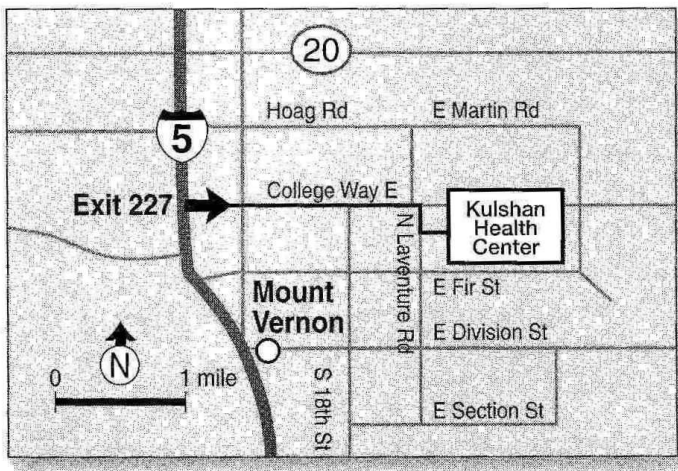 20
Hoag Rd
E Martin Rd
5
Exit 227
College Way E
Kulshan
Health
Center
N Laventure Rd
E Fir St
Mount
Vernon
E Division St
N
0
1 mile
S 18th St
E Section St